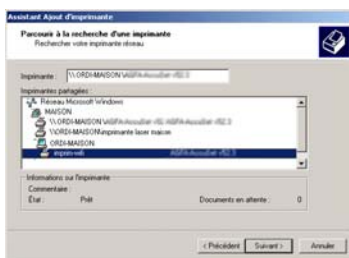 Assistant Ajout d'imprimante
Parcourir à la recherche d'une imprimante
Rechercher votre imprimante réseau
Imprimante : \\ORDI-MAISON\
Imprimantes partagées :
Réseau Microsoft Windows
MAISON
\\ORDI-MAISON\
\\ORDI-MAISON\imprimante laser maison
ORDI-MAISON
imprim-wifi
Informations sur l'imprimante
Commentaire :
État : Prêt Documents en attente : 0
< Précédent Suivant > Annuler